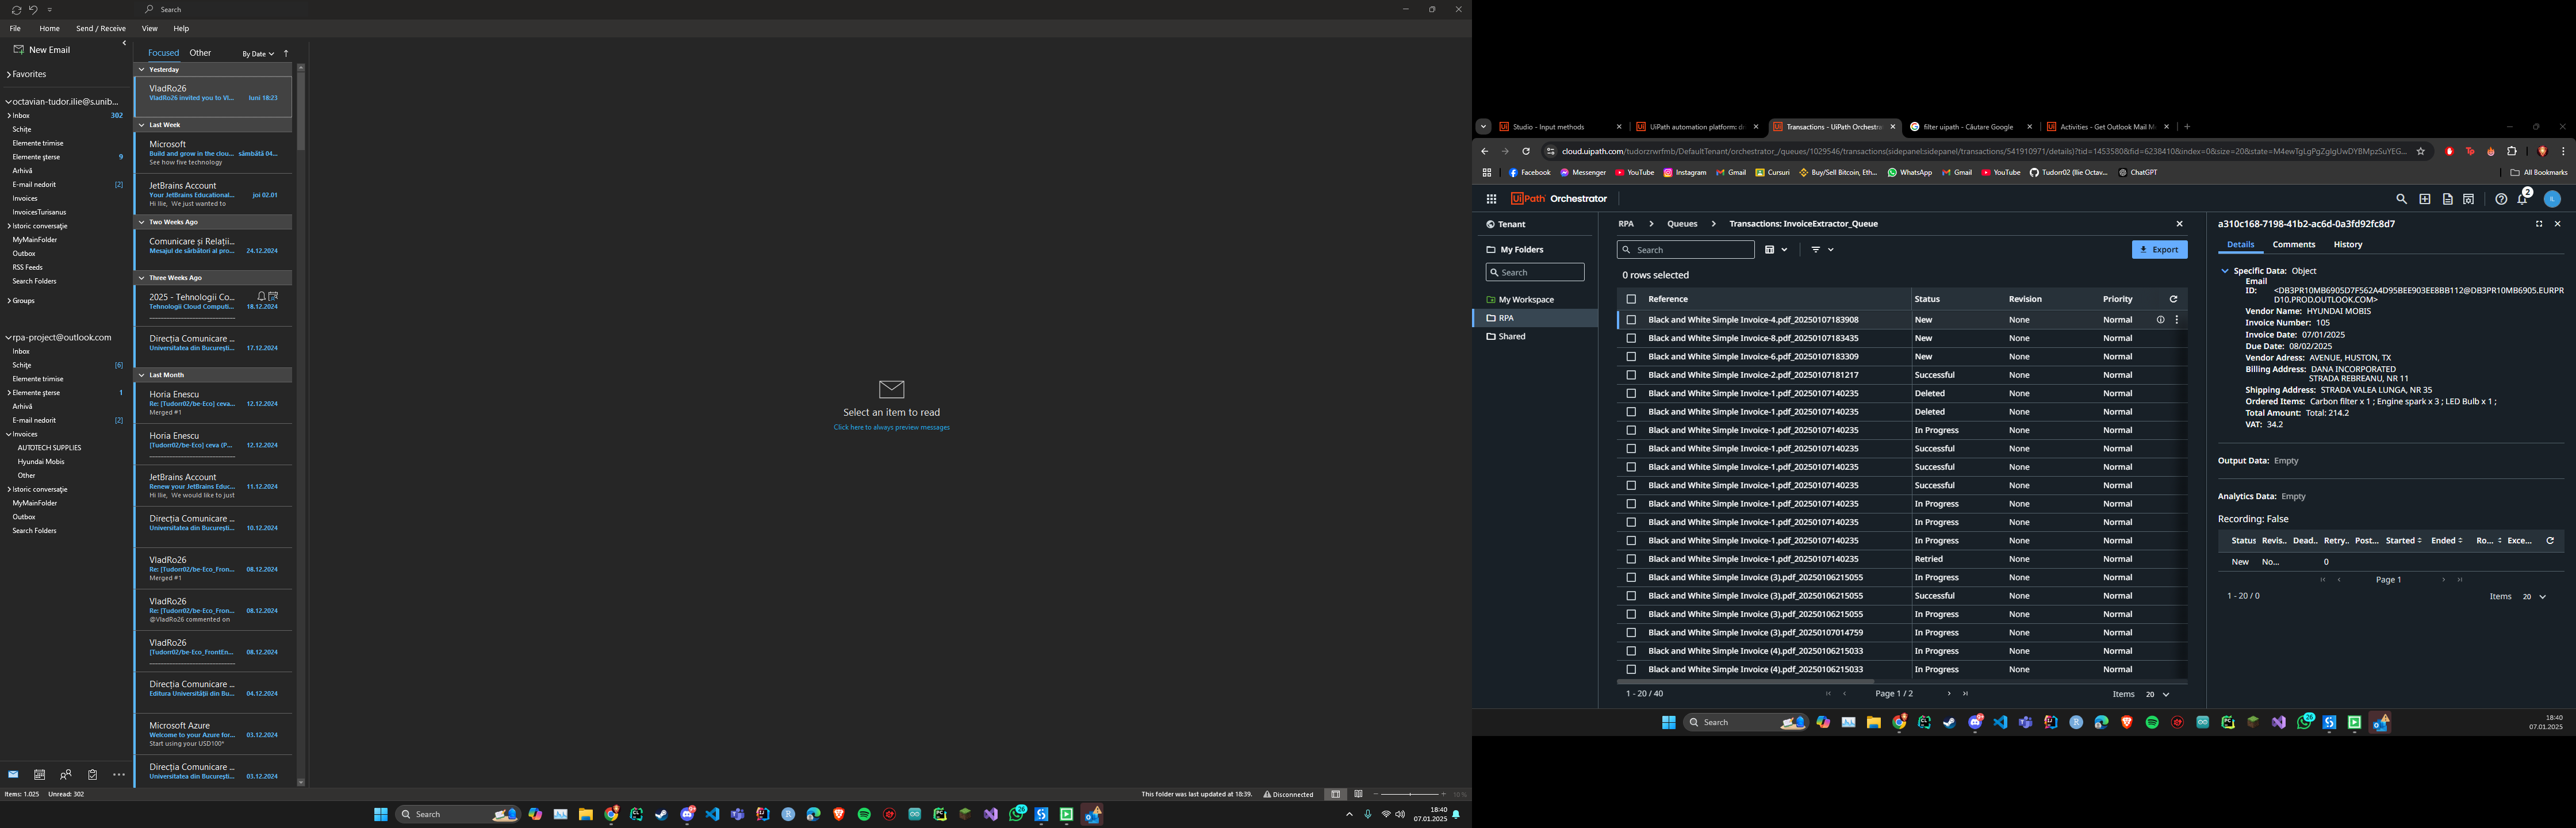 Search
File Home Send / Receive View Help
New Email
Favorites
octavian-tudor.ilie@s.unib...
Inbox 302
Schițe
Elemente trimise
Elemente șterse 9
Arhivă
E-mail nedorit [2]
Invoices
InvoicesTurisanus
Istoric conversație
MyMainFolder
Outbox
RSS Feeds
Search Folders
Groups
rpa-project@outlook.com
Inbox
Schițe [6]
Elemente trimise
Elemente șterse 1
Arhivă
E-mail nedorit [2]
Invoices
AUTOTECH SUPPLIES
Hyundai Mobis
Other
Istoric conversație
MyMainFolder
Outbox
Search Folders
Focused Other By Date
Yesterday
VladRo26
VladRo26 invited you to Vl... luni 18:23
Last Week
Microsoft
Build and grow in the clou... sâmbătă 04...
See how five technology
JetBrains Account
Your JetBrains Educational... joi 02.01
Hi ilie, We just wanted to
Two Weeks Ago
Comunicare și Relații...
Mesajul de sărbători al pro... 24.12.2024
Three Weeks Ago
2025 - Tehnologii Co...
Tehnologii Cloud Computi... 18.12.2024
Direcția Comunicare ...
Universitatea din București... 17.12.2024
Last Month
Horia Enescu
Re: [Tudorr02/be-Eco] ceva... 12.12.2024
Merged #1
Horia Enescu
[Tudorr02/be-Eco] ceva (P... 12.12.2024
JetBrains Account
Renew your JetBrains Educ... 11.12.2024
Hi Ilie, We would like to just
Direcția Comunicare ...
Universitatea din București... 10.12.2024
VladRo26
Re: [Tudorr02/be-Eco_Fron... 08.12.2024
Merged #1
VladRo26
Re: [Tudorr02/be-Eco_Fron... 08.12.2024
@VladRo26 commented on
VladRo26
[Tudorr02/be-Eco_FrontEn... 08.12.2024
Direcția Comunicare ...
Editura Universității din Bu... 04.12.2024
Microsoft Azure
Welcome to your Azure for... 03.12.2024
Start using your USD100*
Direcția Comunicare ...
Universitatea din București... 03.12.2024
Select an item to read
Click here to always preview messages
Items: 1.025 Unread: 302
This folder was last updated at 18:39. Disconnected 10 %
Search
18:40
07.01.2025
Studio - Input methods
UiPath automation platform: d
Transactions - UiPath Orchestra
filter uipath - Căutare Google
Activities - Get Outlook Mail M
cloud.uipath.com/tudorzrwrfmb/DefaultTenant/orchestrator_/queues/1029546/transactions(sidepanel:sidepanel/transactions/541910971/details)?tid=1453580&fid=6238410&index=0&size=20&state=M4ewTgLgPgZglgUwDYBMpzSuYEG...
Facebook Messenger YouTube Instagram Gmail Cursuri Buy/Sell Bitcoin, Eth... WhatsApp Gmail YouTube Tudorr02 (Ilie Octav... ChatGPT All Bookmarks
UiPath Orchestrator
2
IL
Tenant
My Folders
Search
My Workspace
RPA
Shared
RPA Queues Transactions: InvoiceExtractor_Queue
Search
Export
0 rows selected
Reference Status Revision Priority
Black and White Simple Invoice-4.pdf_20250107183908 New None Normal
Black and White Simple Invoice-8.pdf_20250107183435 New None Normal
Black and White Simple Invoice-6.pdf_20250107183309 New None Normal
Black and White Simple Invoice-2.pdf_20250107181217 Successful None Normal
Black and White Simple Invoice-1.pdf_20250107140235 Deleted None Normal
Black and White Simple Invoice-1.pdf_20250107140235 Deleted None Normal
Black and White Simple Invoice-1.pdf_20250107140235 In Progress None Normal
Black and White Simple Invoice-1.pdf_20250107140235 Successful None Normal
Black and White Simple Invoice-1.pdf_20250107140235 Successful None Normal
Black and White Simple Invoice-1.pdf_20250107140235 Successful None Normal
Black and White Simple Invoice-1.pdf_20250107140235 In Progress None Normal
Black and White Simple Invoice-1.pdf_20250107140235 In Progress None Normal
Black and White Simple Invoice-1.pdf_20250107140235 In Progress None Normal
Black and White Simple Invoice-1.pdf_20250107140235 Retried None Normal
Black and White Simple Invoice (3).pdf_20250106215055 In Progress None Normal
Black and White Simple Invoice (3).pdf_20250106215055 Successful None Normal
Black and White Simple Invoice (3).pdf_20250106215055 In Progress None Normal
Black and White Simple Invoice (3).pdf_20250107014759 In Progress None Normal
Black and White Simple Invoice (4).pdf_20250106215033 In Progress None Normal
Black and White Simple Invoice (4).pdf_20250106215033 In Progress None Normal
1 - 20 / 40 Page 1 / 2 Items 20
a310c168-7198-41b2-ac6d-0a3fd92fc8d7
Details Comments History
Specific Data: Object
Email
ID: <DB3PR10MB6905D7F562A4D95BEE903EE8BB112@DB3PR10MB6905.EURPR
D10.PROD.OUTLOOK.COM>
Vendor Name: HYUNDAI MOBIS
Invoice Number: 105
Invoice Date: 07/01/2025
Due Date: 08/02/2025
Vendor Adress: AVENUE, HUSTON, TX
Billing Address: DANA INCORPORATED
STRADA REBREANU, NR 11
Shipping Address: STRADA VALEA LUNGA, NR 35
Ordered Items: Carbon filter x 1 ; Engine spark x 3 ; LED Bulb x 1 ;
Total Amount: Total: 214.2
VAT: 34.2
Output Data: Empty
Analytics Data: Empty
Recording: False
Status Revis.. Dead.. Retry.. Post... Started Ended Ro... Exce...
New No... 0
Page 1
1 - 20 / 0 Items 20
Search
18:40
07.01.2025